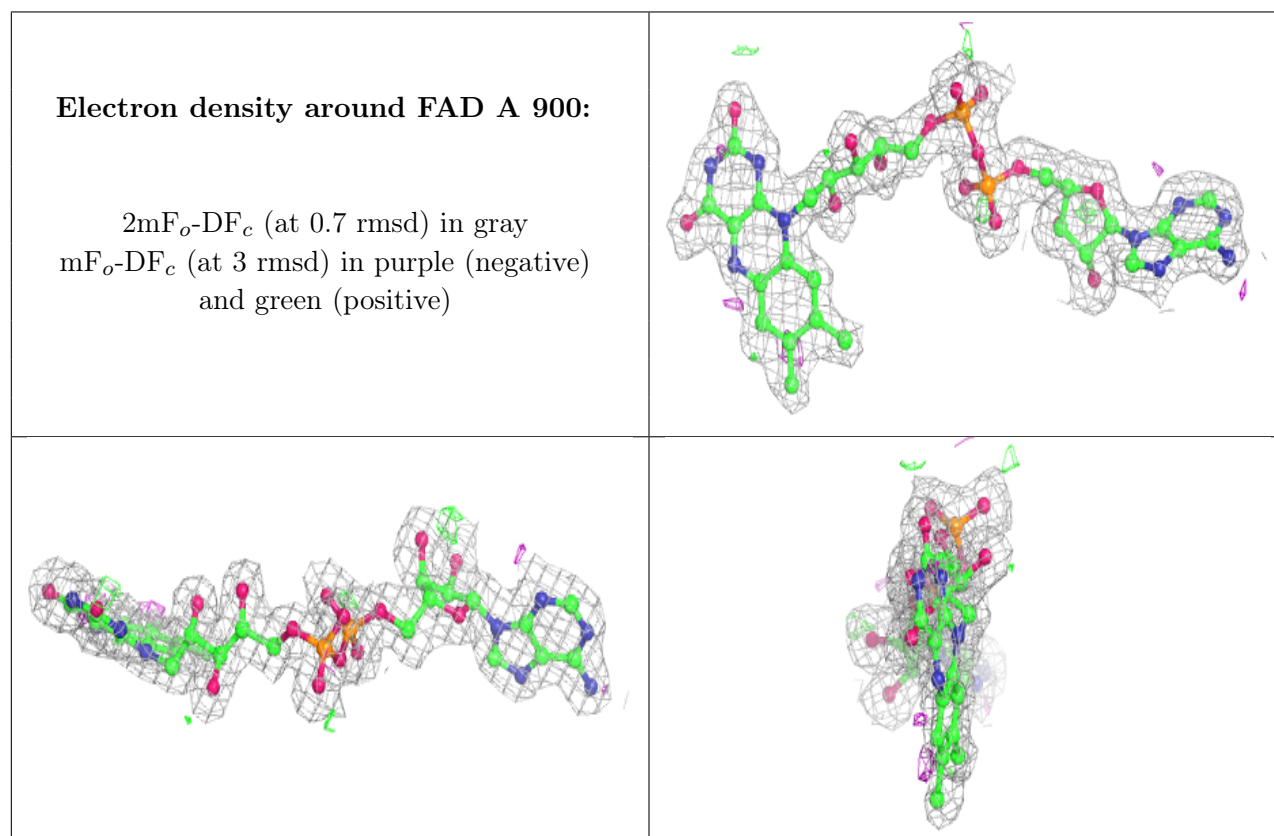 Electron density around FAD A 900:
2mFₒ-DF𝒸 (at 0.7 rmsd) in gray
mFₒ-DF𝒸 (at 3 rmsd) in purple (negative)
and green (positive)